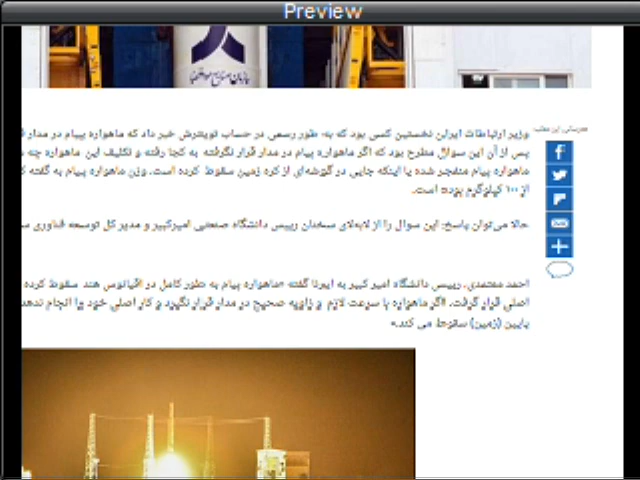 Preview
وزیر ارتباطات ایران نخستین کسی بود که به طور رسمی در حساب توییترش خبر داد که ماهواره پیام در مدار
پس از آن این سوال مطرح بود که اگر ماهواره پیام در مدار قرار نگرفته به کجا رفته و تکلیف این ماهواره چه
ماهواره پیام منفجر شده یا اینکه جایی در گوشه‌ای از کره زمین سقوط کرده است. وزن ماهواره پیام به گفته
از ۱۰۰ کیلوگرم بوده است.
حالا می‌توان پاسخ این سوال را از لابه‌لای سخنان رییس دانشگاه صنعتی امیرکبیر و مدیر کل توسعه فناوری
احمد معتمدی، رییس دانشگاه امیر کبیر به ایرنا گفته «ماهواره پیام به طور کامل در اقیانوس هند سقوط کرده
اصلی قرار گرفت. اگر ماهواره با سرعت لازم و زاویه صحیح در مدار قرار نگیرد و کار اصلی خود را انجام ندهد
پایین (زمین) سقوط می کند.»